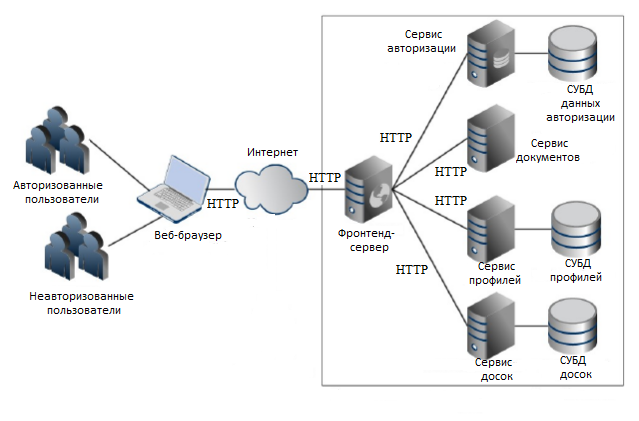 Сервис
авторизации
СУБД
данных
авторизации
HTTP
Сервис
документов
HTTP
Интернет
HTTP
HTTP
Авторизованные
пользователи
Веб-браузер
Фронтенд-
сервер
HTTP
Сервис
профилей
СУБД
профилей
HTTP
Неавторизованные
пользователи
Сервис
досок
СУБД
досок